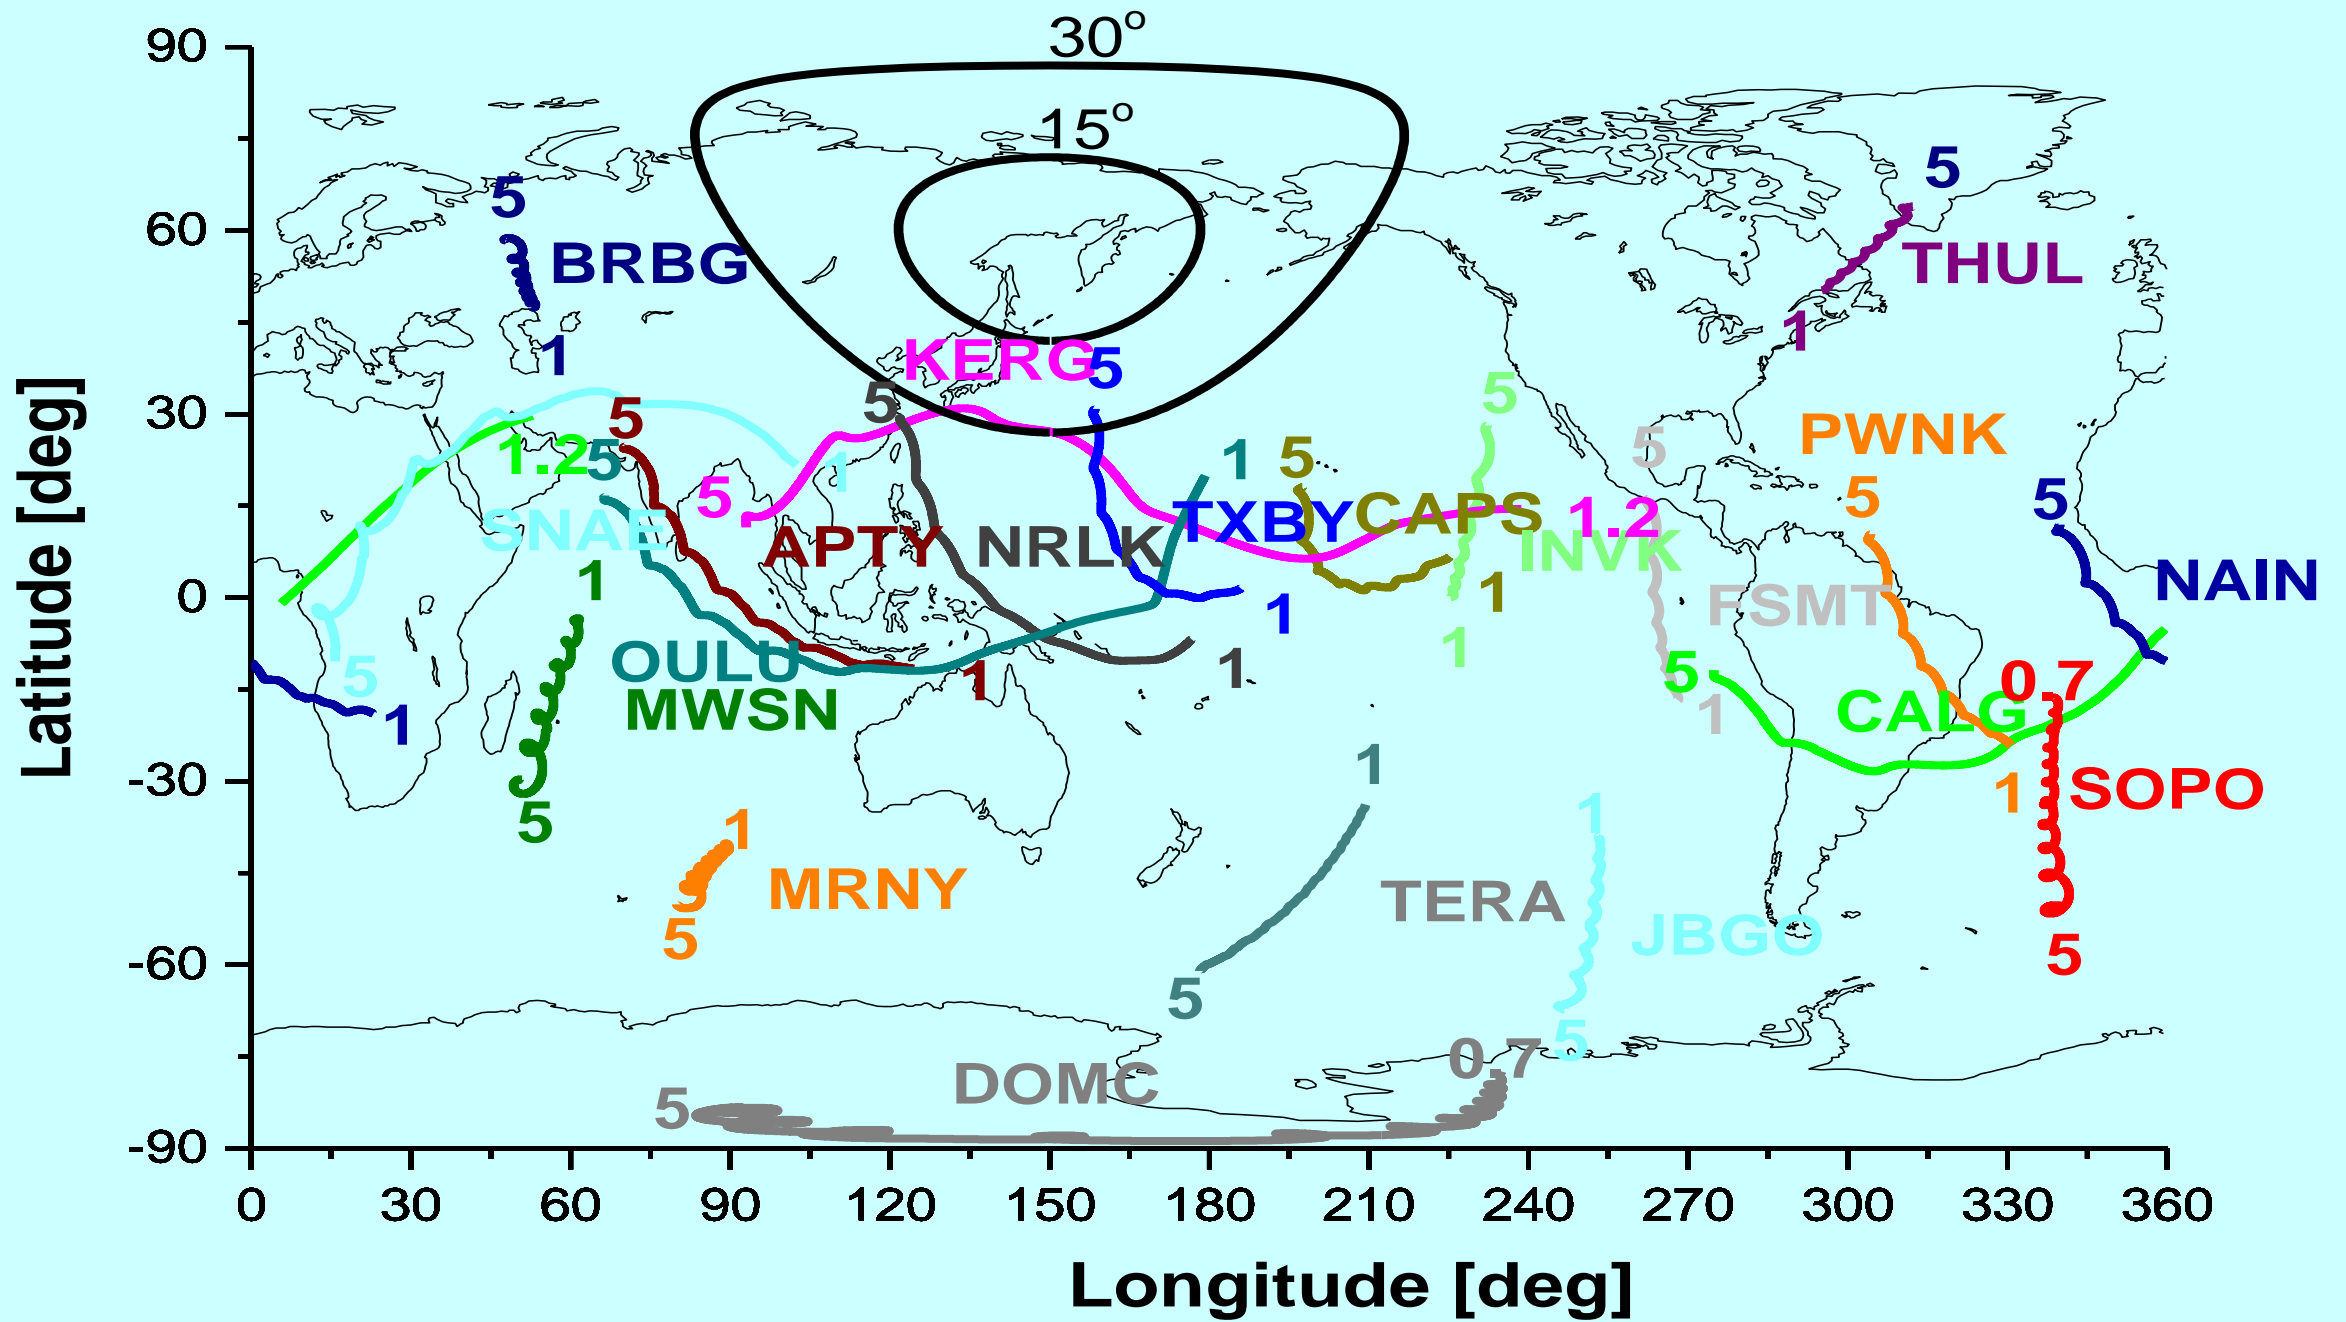 30°
90
15°
5
5
60
BRBG
THUL
1
1
KERG
5
5
5
30
5
PWNK
1.2
5
1
5
5
1
5
5
5
5
SNAE
APTY
NRLK
TXBY
CAPS
1.2
INVK
0
1
1
1
FSMT
NAIN
OULU
5
1
1
1
5
0.7
MWSN
1
1
CALG
1
-30
5
1
1
1
SOPO
MRNY
TERA
5
JBGO
5
-60
5
5
DOMC
0.7
5
-90
0 30 60 90 120 150 180 210 240 270 300 330 360
Longitude [deg]
Latitude [deg]